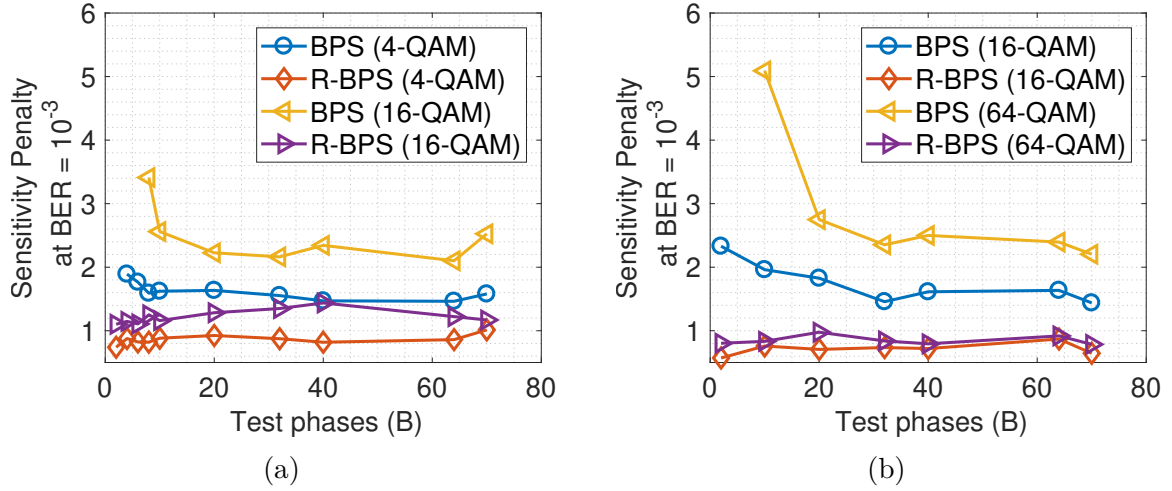 6
5
4
3
2
1
0
20
40
60
80
Test phases (B)
Sensitivity Penalty
at BER = 10⁻³
BPS (4-QAM)
R-BPS (4-QAM)
BPS (16-QAM)
R-BPS (16-QAM)
(a)
6
5
4
3
2
1
0
20
40
60
80
Test phases (B)
Sensitivity Penalty
at BER = 10⁻³
BPS (16-QAM)
R-BPS (16-QAM)
BPS (64-QAM)
R-BPS (64-QAM)
(b)